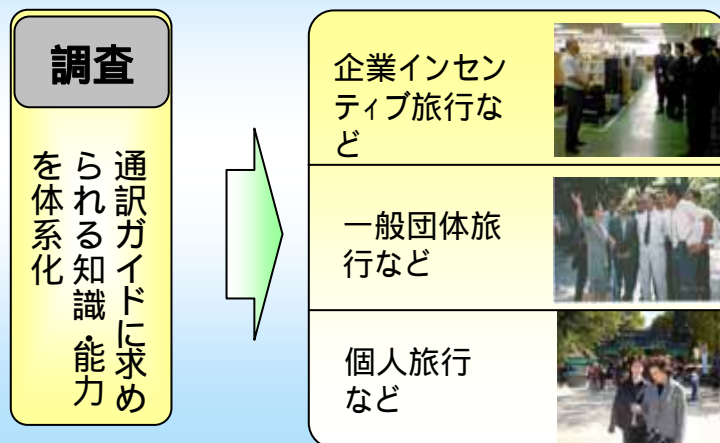 調査
通訳ガイドに求め
られる知識・能力
を体系化
企業インセン
ティブ旅行な
ど
一般団体旅
行など
個人旅行
など